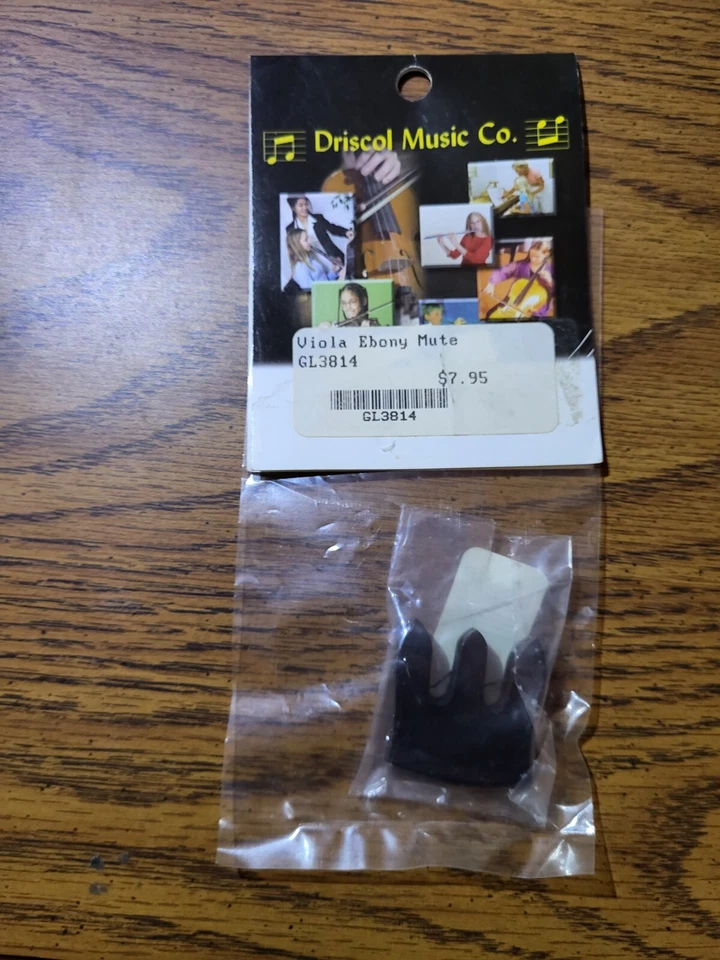 Driscol Music Co.
Viola Ebony Mute
GL3814
$7.95
GL3814